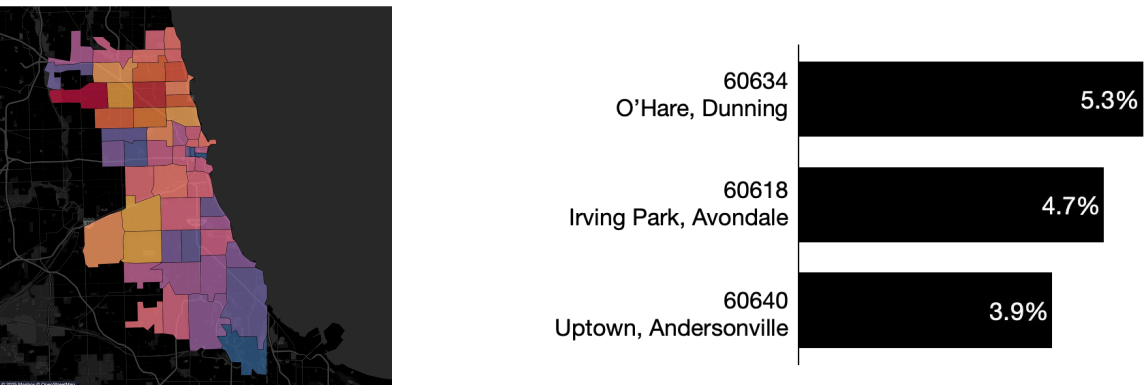 60634
O’Hare, Dunning
5.3%
60618
Irving Park, Avondale
4.7%
60640
Uptown, Andersonville
3.9%